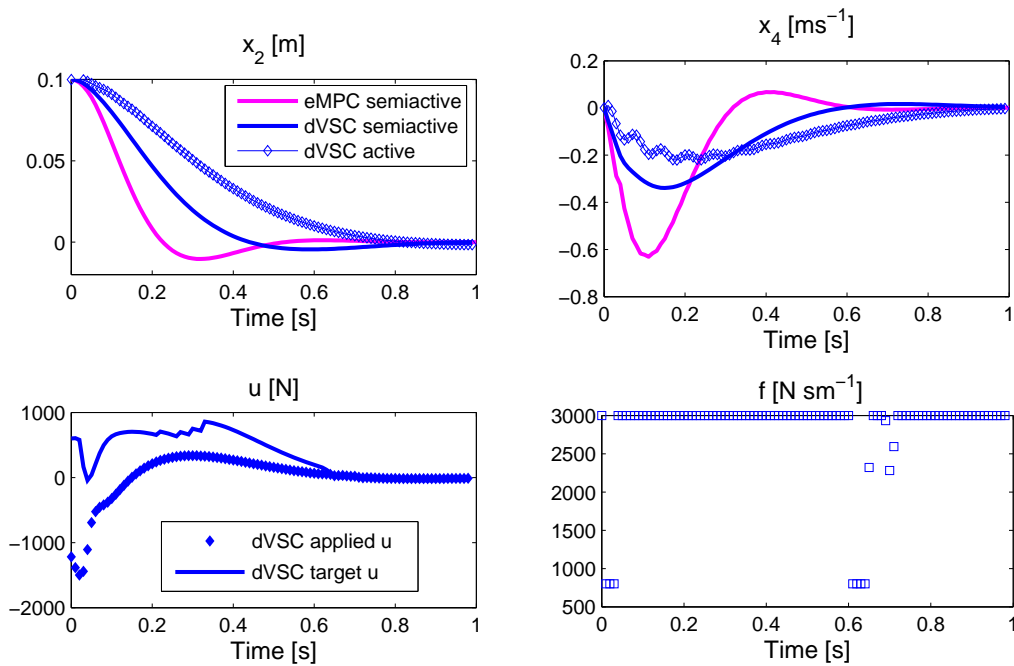 x₂ [m]
0.1
0.05
0
eMPC semiactive
dVSC semiactive
dVSC active
0 0.2 0.4 0.6 0.8 1
Time [s]
x₄ [ms⁻¹]
0.2
0
−0.2
−0.4
−0.6
−0.8
0 0.2 0.4 0.6 0.8 1
Time [s]
u [N]
1000
0
−1000
−2000
dVSC applied u
dVSC target u
0 0.2 0.4 0.6 0.8 1
Time [s]
f [N sm⁻¹]
3000
2500
2000
1500
1000
500
0 0.2 0.4 0.6 0.8 1
Time [s]